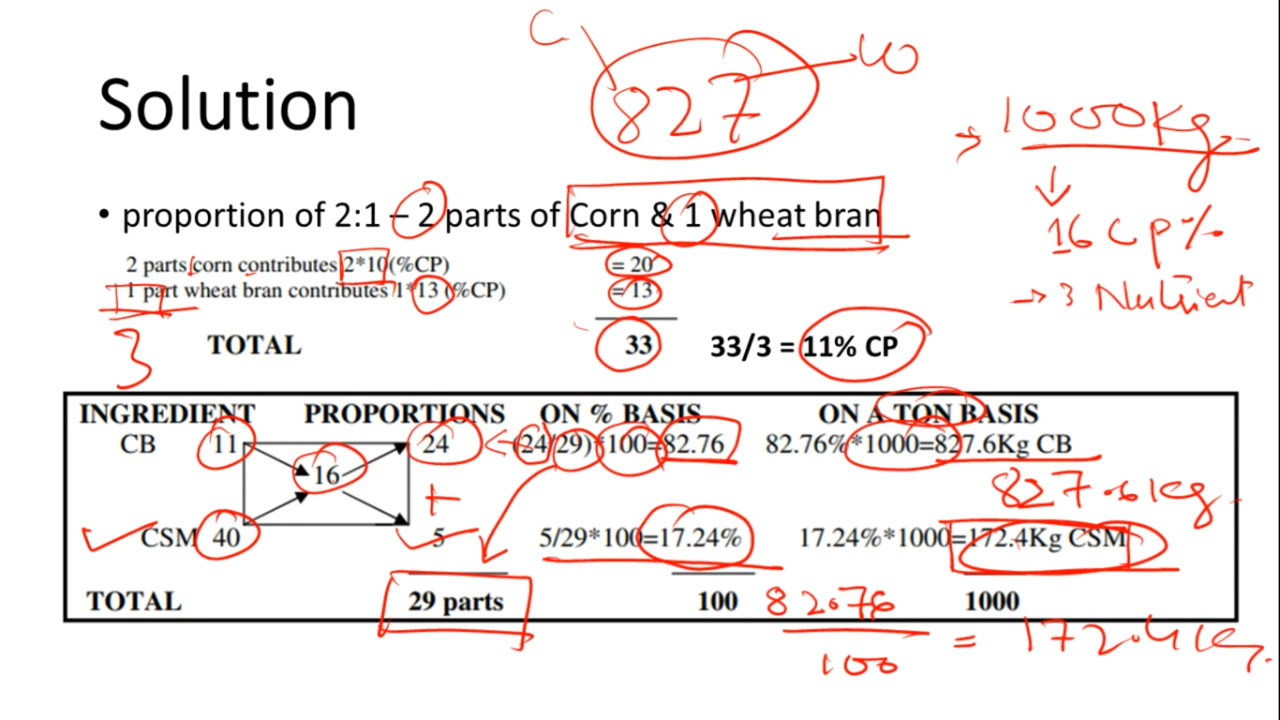 C
827
W
Solution
1000Kg
16 CP%
→ 3 Nutrient
• proportion of 2:1 – 2 parts of Corn & 1 wheat bran
2 parts corn contributes 2*10(%CP) = 20
1 part wheat bran contributes 1*13 (%CP) = 13
3
TOTAL 33 33/3 = 11% CP
INGREDIENT PROPORTIONS ON % BASIS ON A TON BASIS
CB 11 24 (24/29)*100=82.76 82.76%*1000=827.6Kg CB
16
+
827.6kg
CSM 40 5 5/29*100=17.24% 17.24%*1000=172.4Kg CSM
TOTAL 29 parts 100 1000
82.76
100
= 172.4kg